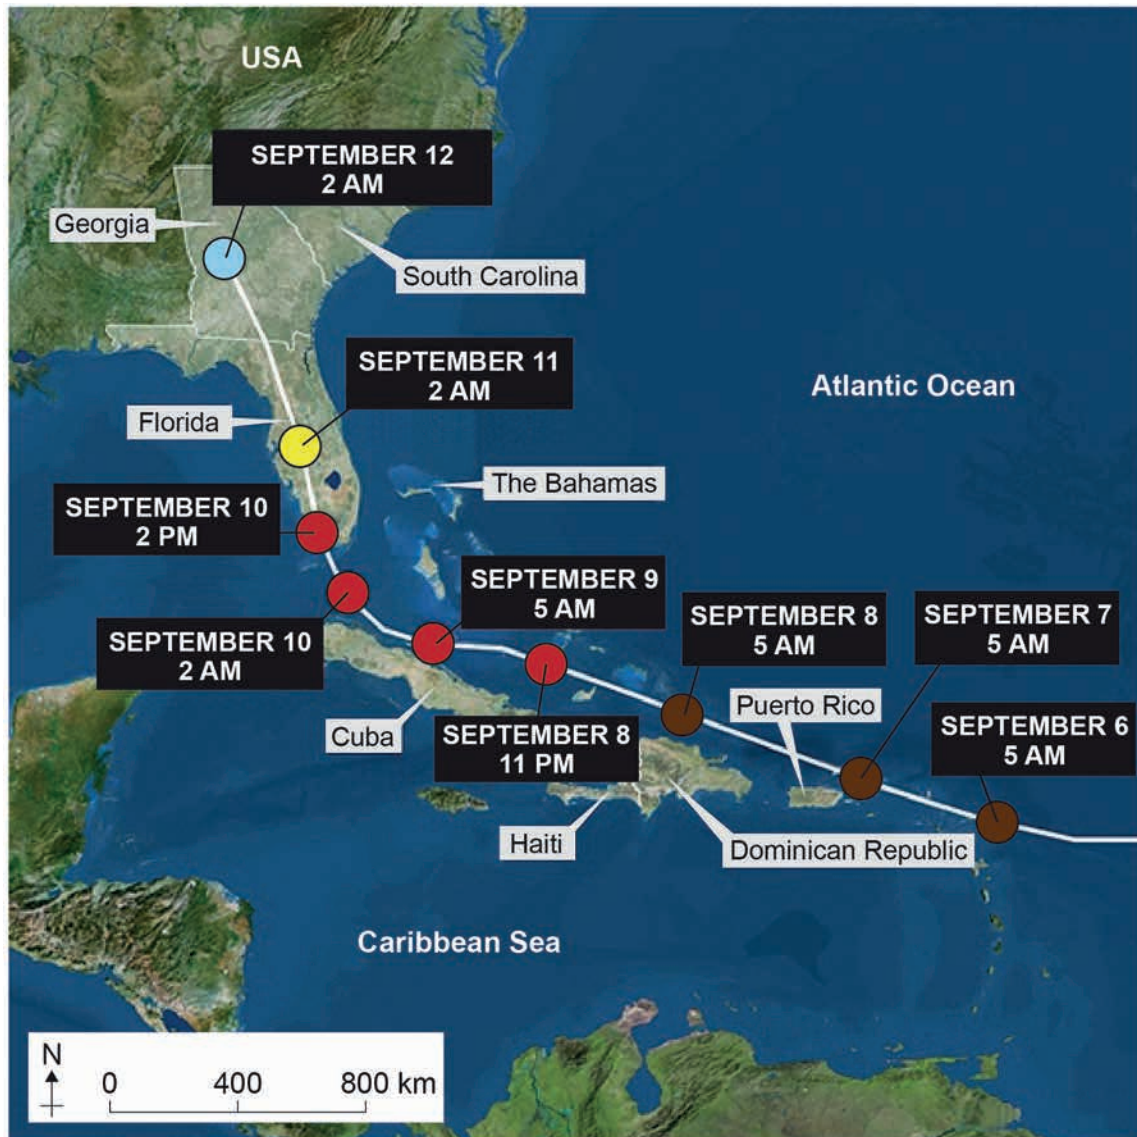 USA
SEPTEMBER 12
2 AM
Georgia
South Carolina
SEPTEMBER 11
2 AM
Atlantic Ocean
Florida
The Bahamas
SEPTEMBER 10
2 PM
SEPTEMBER 9
5 AM
SEPTEMBER 8
5 AM
SEPTEMBER 7
5 AM
SEPTEMBER 10
2 AM
Puerto Rico
Cuba
SEPTEMBER 8
11 PM
SEPTEMBER 6
5 AM
Haiti
Dominican Republic
Caribbean Sea
N
0 400 800 km